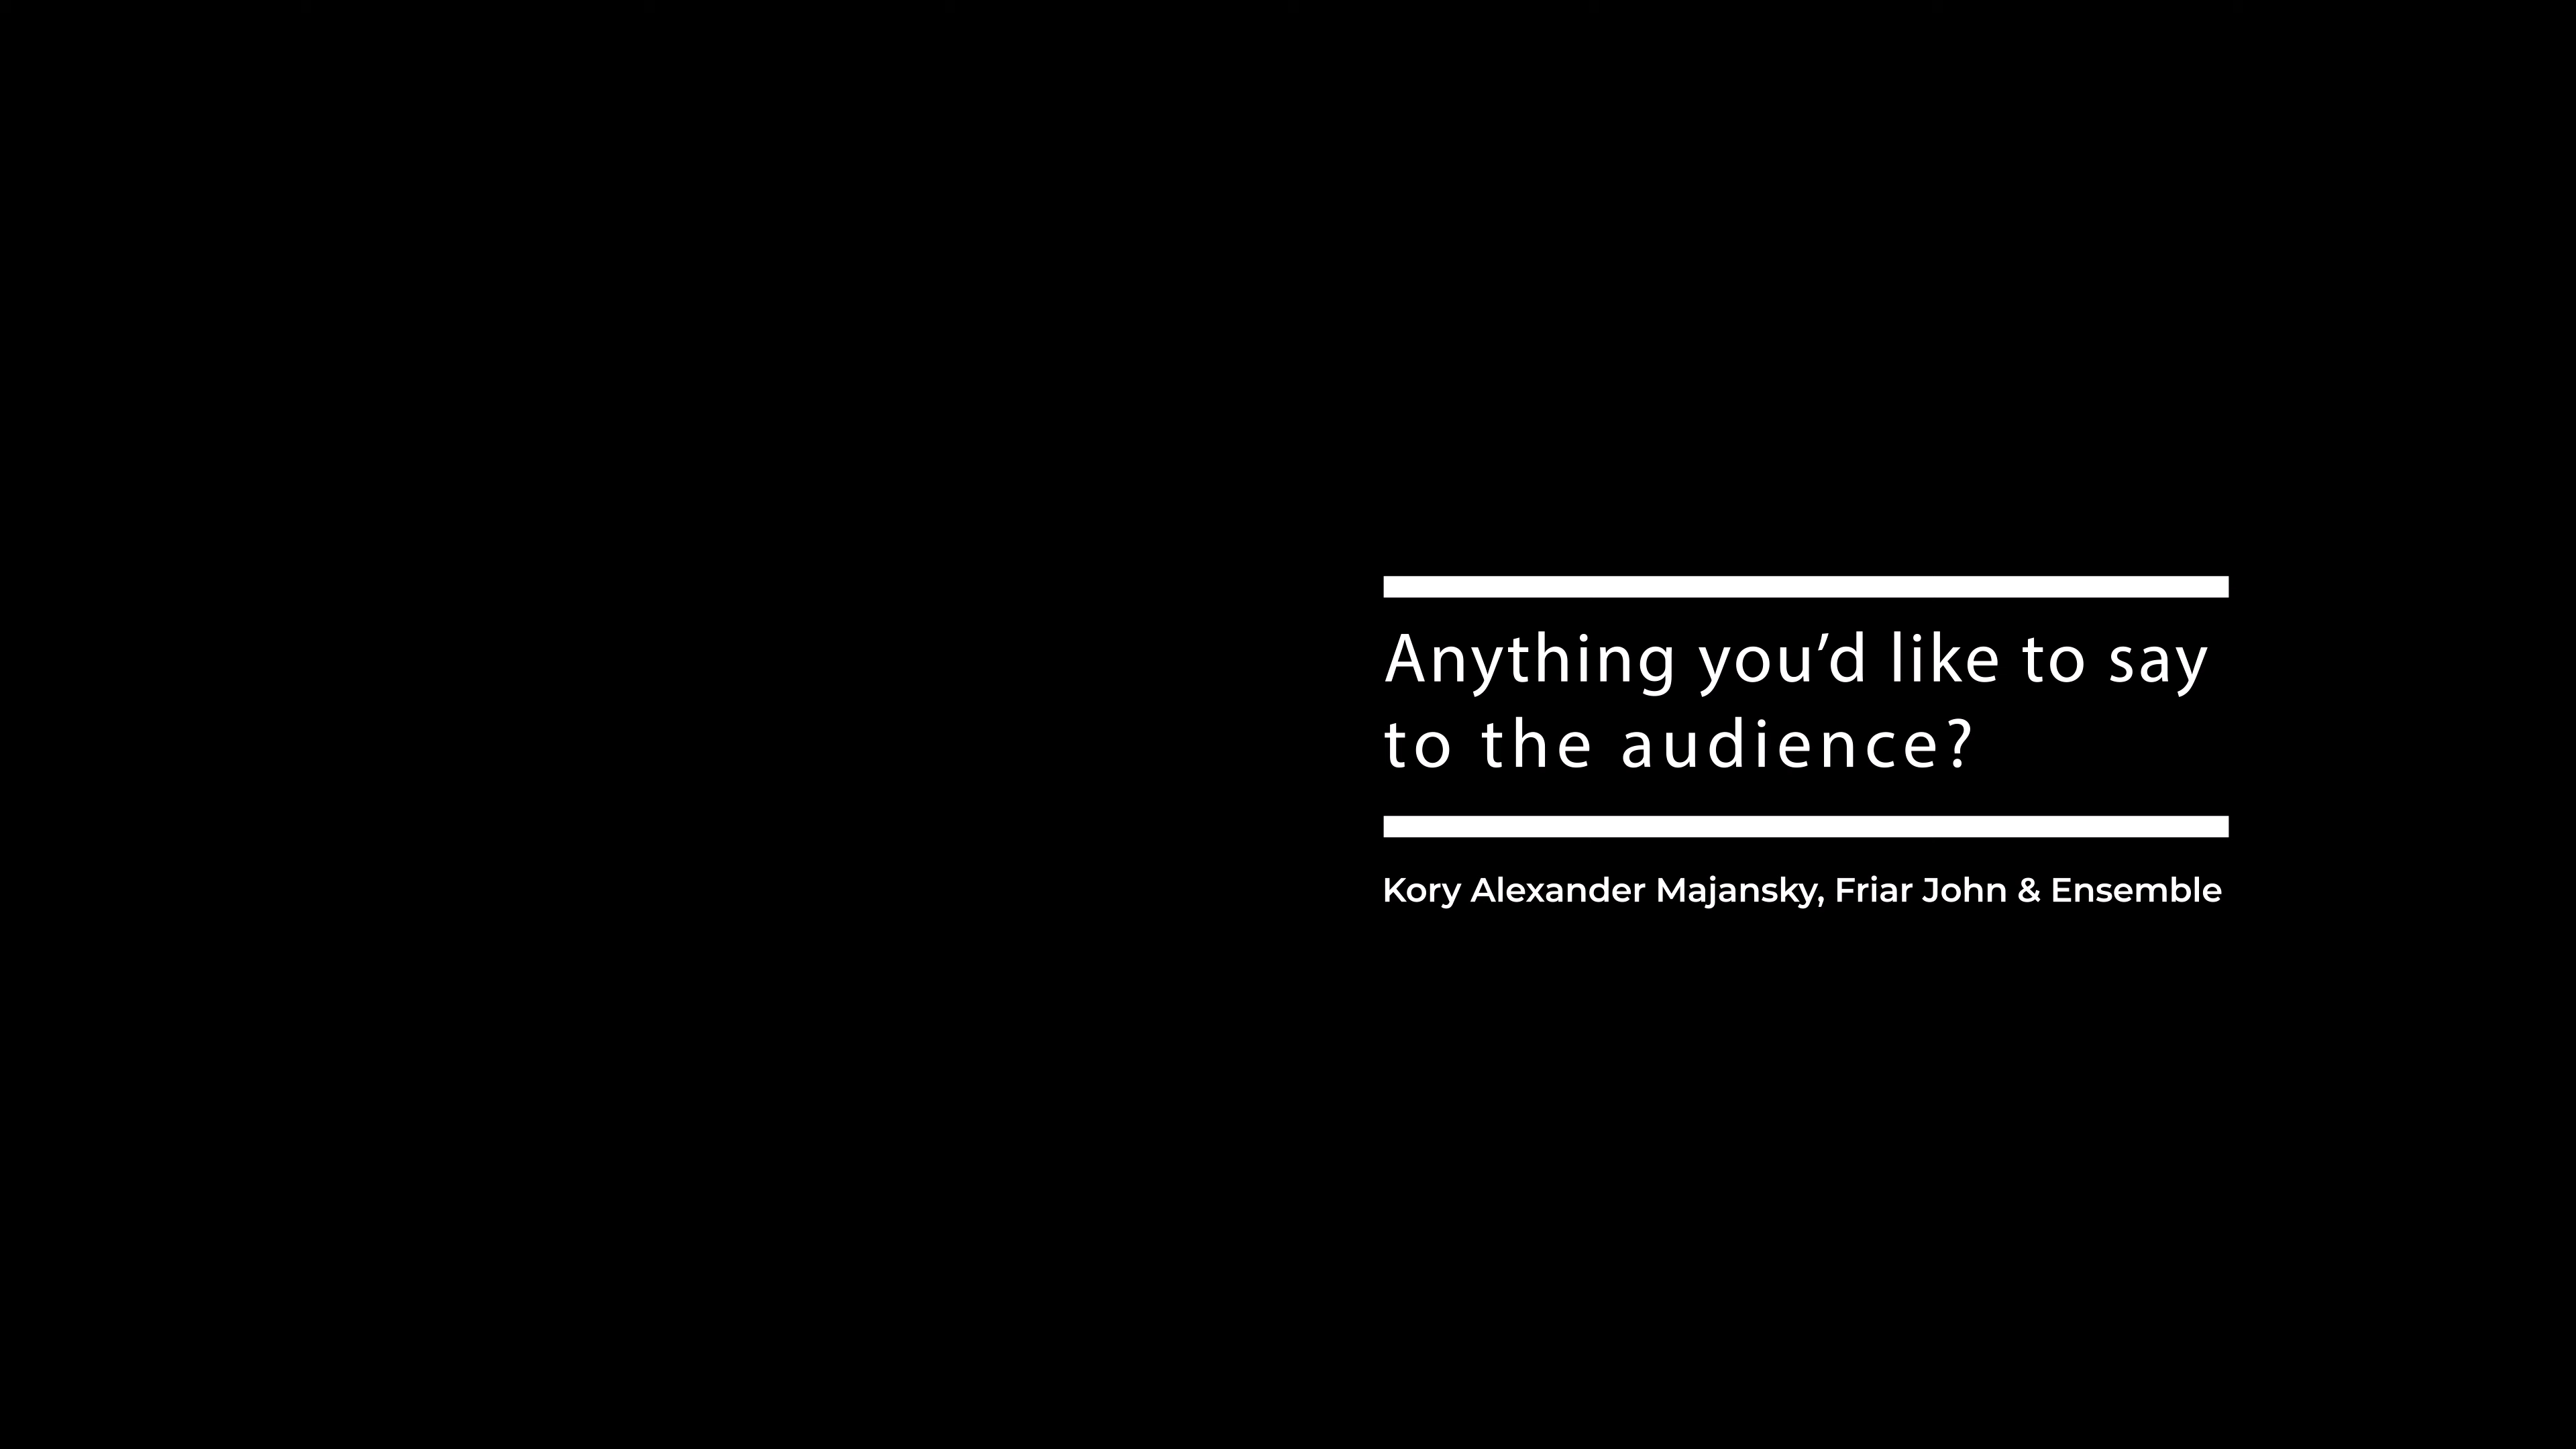 Anything you’d like to say
to the audience?
Kory Alexander Majansky, Friar John & Ensemble